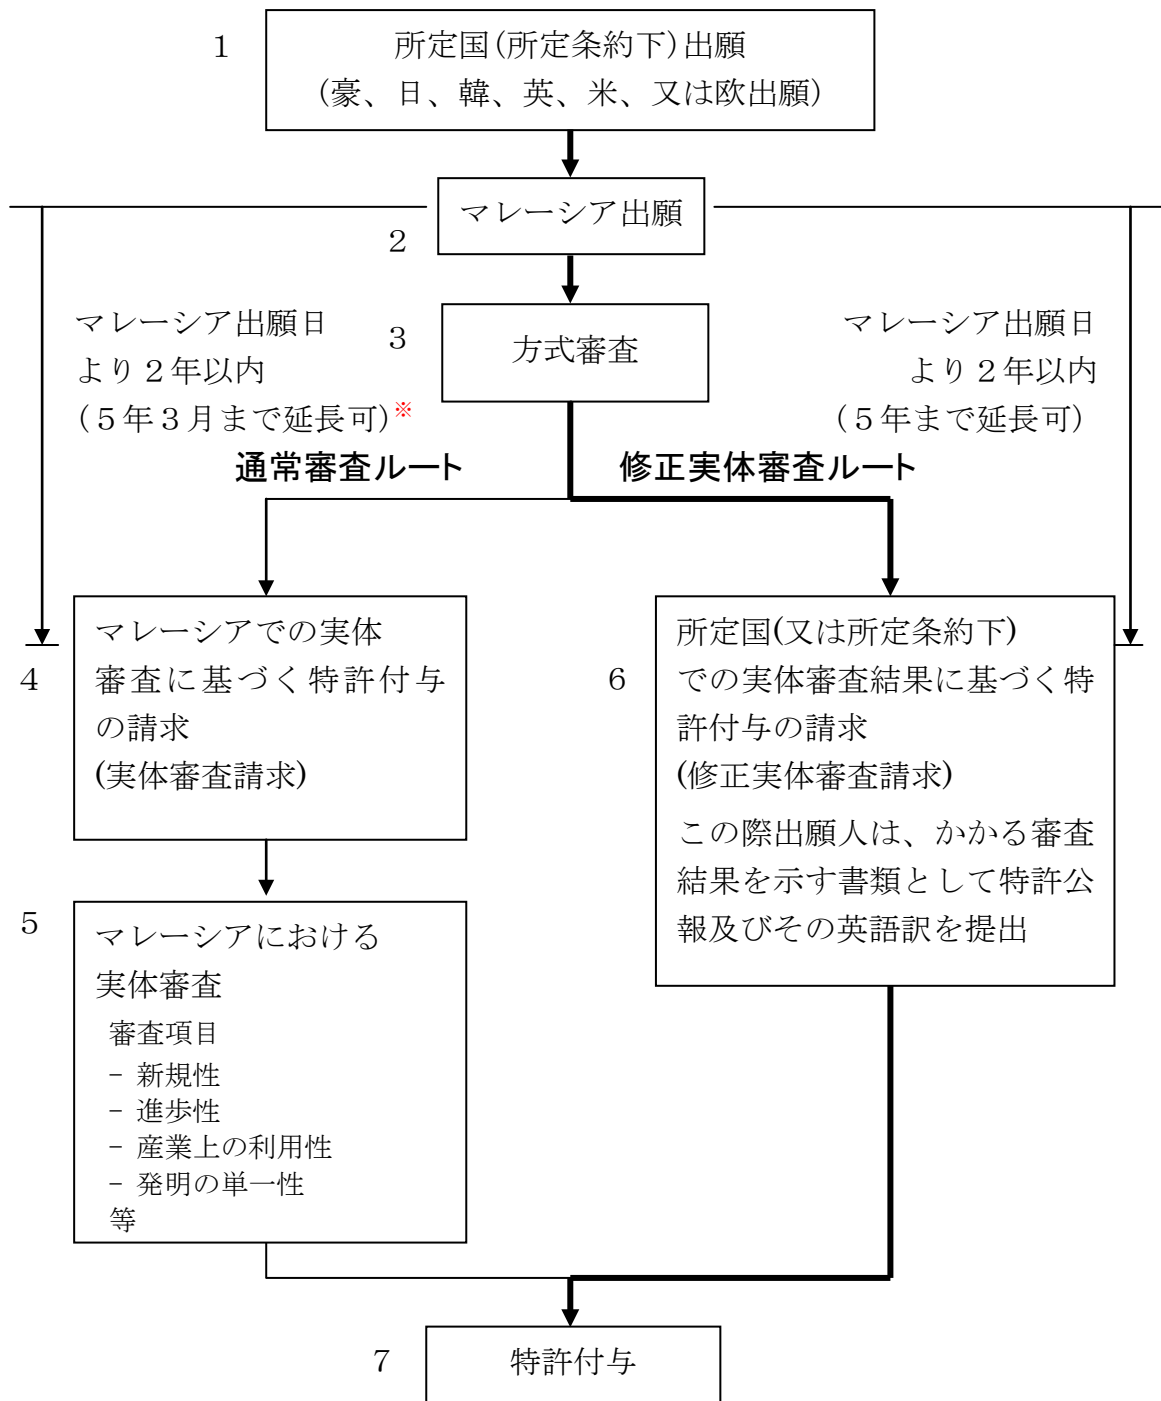 1
所定国(所定条約下)出願
(豪、日、韓、英、米、又は欧出願)
マレーシア出願
2
マレーシア出願日
より２年以内
(５年３月まで延長可)※
3
方式審査
マレーシア出願日
より２年以内
(５年まで延長可)
通常審査ルート
修正実体審査ルート
4
マレーシアでの実体
審査に基づく特許付与
の請求
(実体審査請求)
6
所定国(又は所定条約下)
での実体審査結果に基づく特
許付与の請求
(修正実体審査請求)
この際出願人は、かかる審査
結果を示す書類として特許公
報及びその英語訳を提出
5
マレーシアにおける
実体審査
審査項目
- 新規性
- 進歩性
- 産業上の利用性
- 発明の単一性
等
7
特許付与